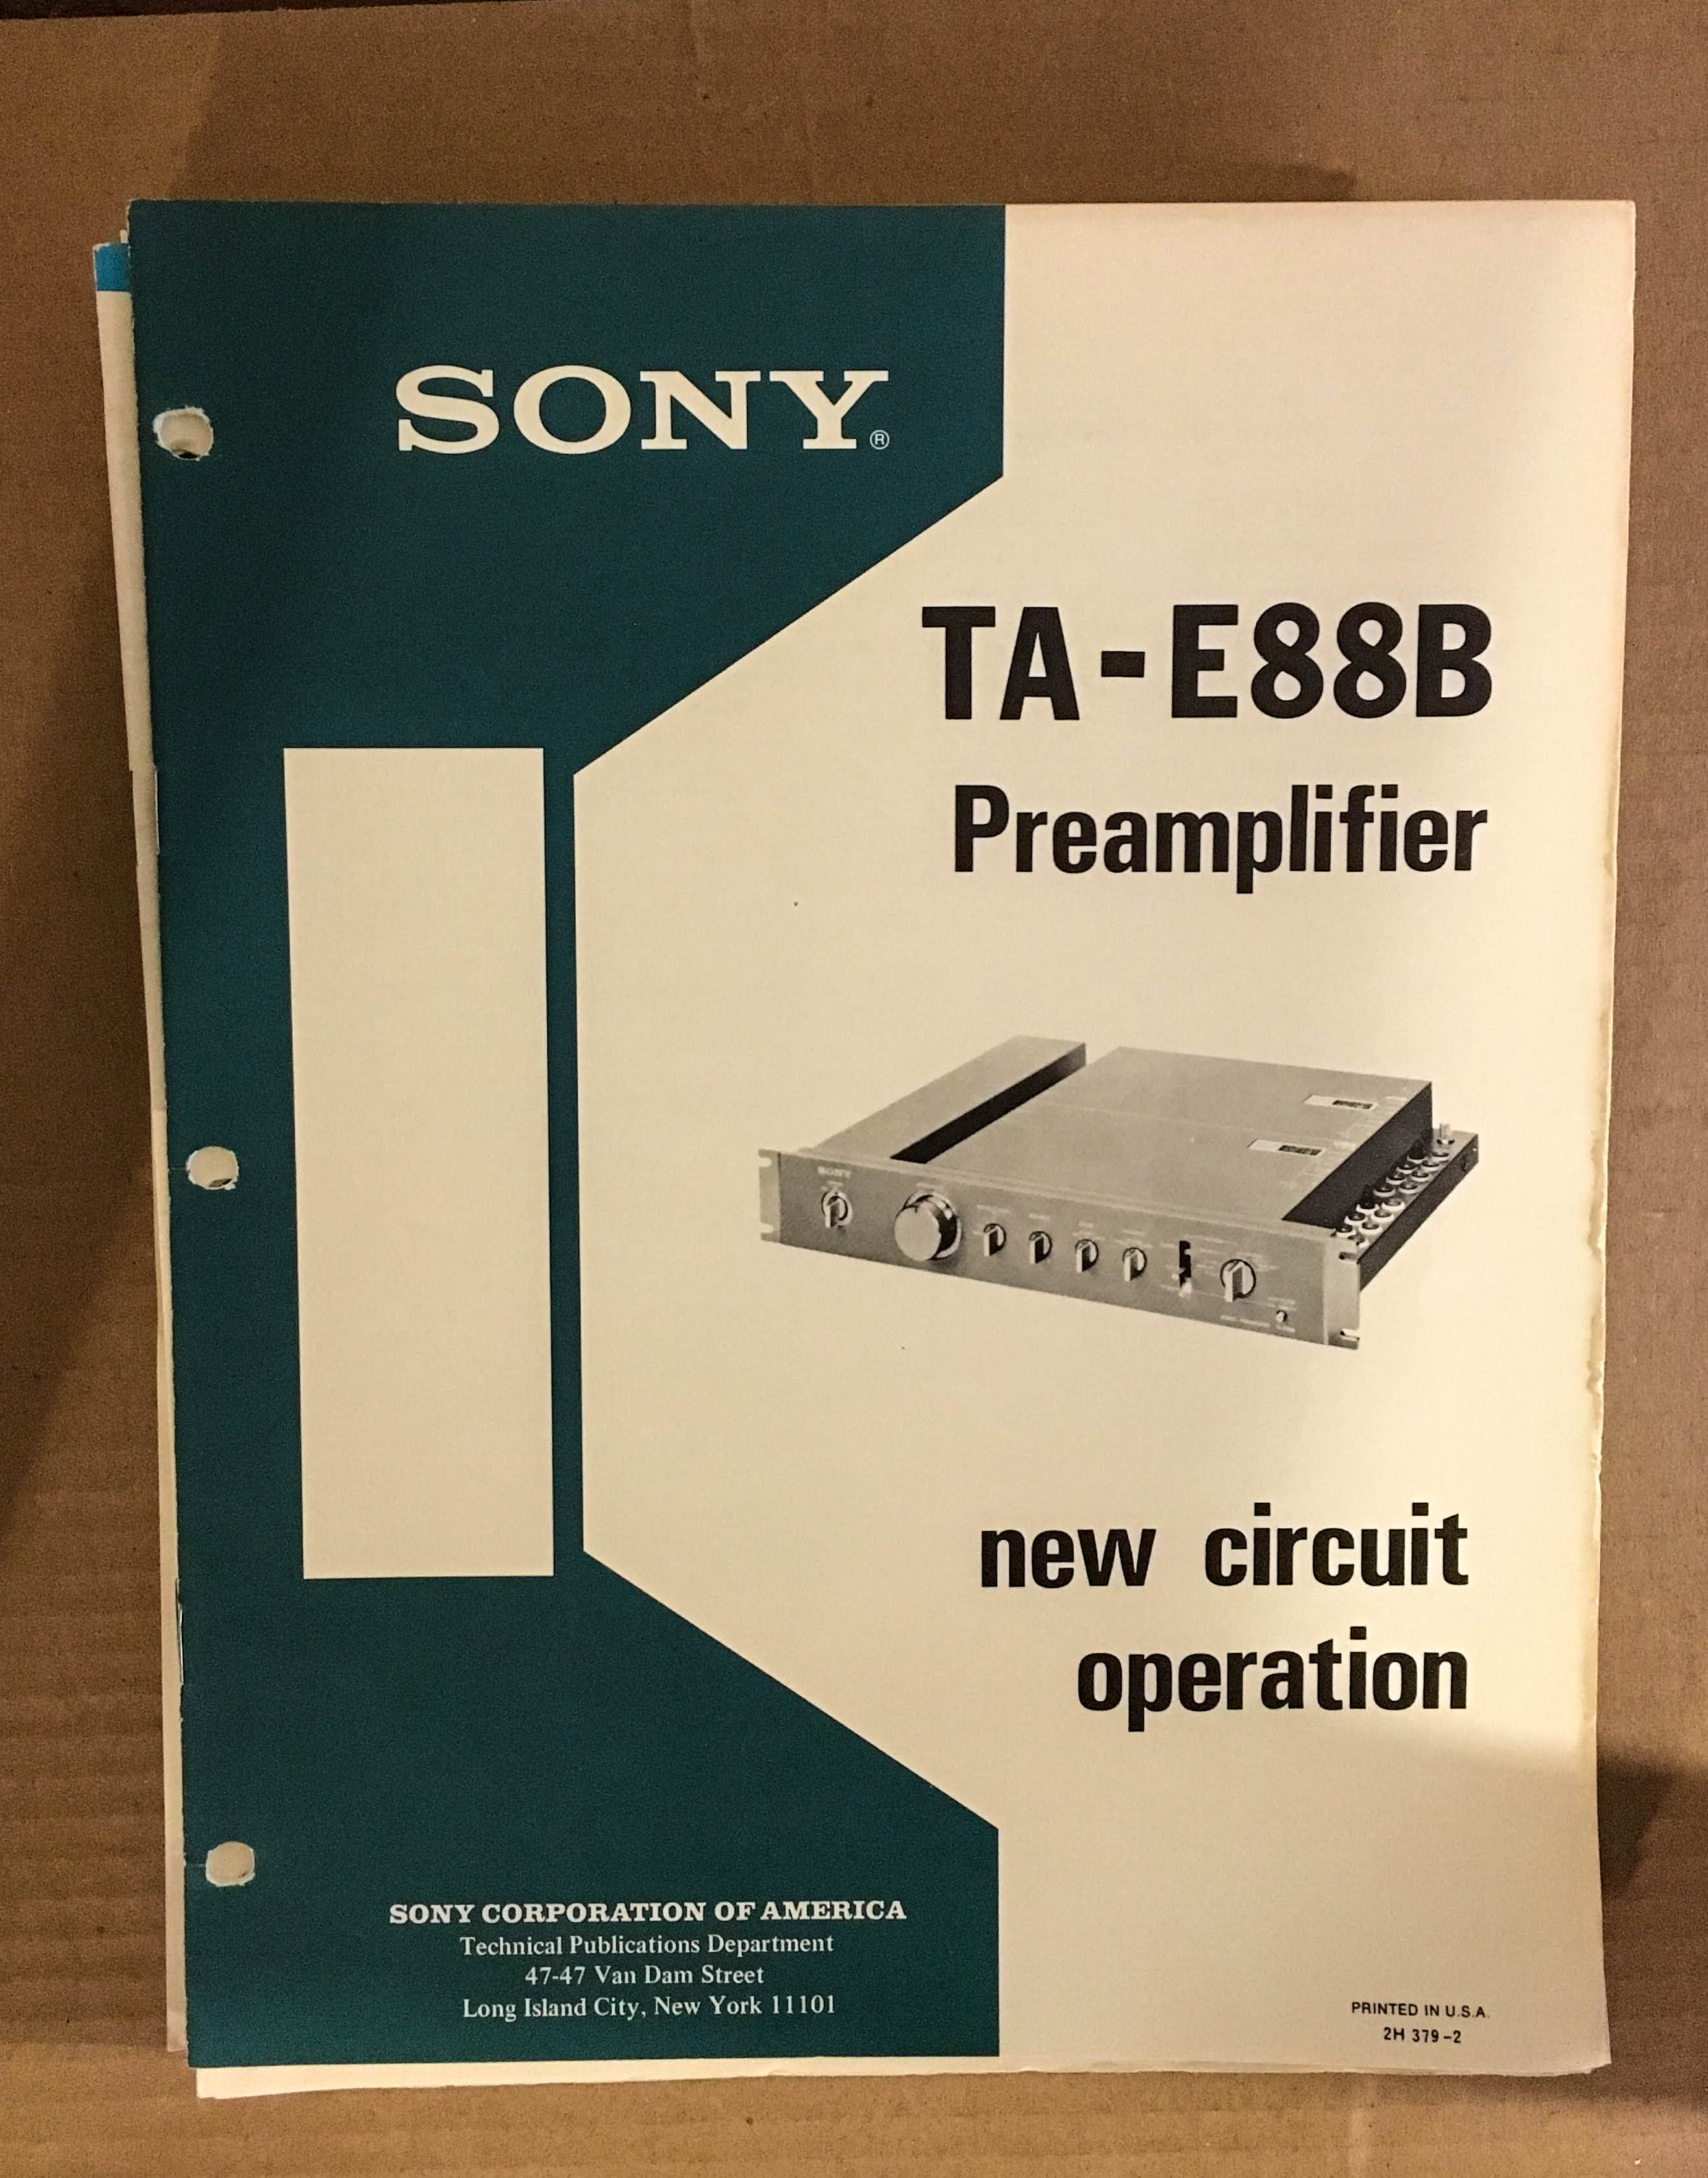 SONY®
TA-E88B
Preamplifier
SONY
new circuit
operation
SONY CORPORATION OF AMERICA
Technical Publications Department
47-47 Van Dam Street
Long Island City, New York 11101
PRINTED IN U.S.A.
2H 379-2